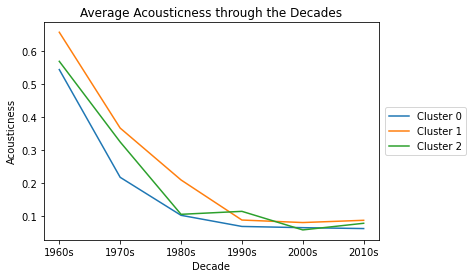 Average Acousticness through the Decades
Acousticness
0.6
0.5
0.4
0.3
0.2
0.1
1960s 1970s 1980s 1990s 2000s 2010s
Decade
Cluster 0
Cluster 1
Cluster 2